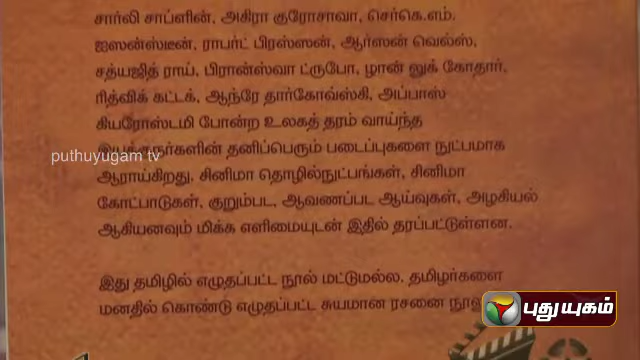 சார்லி சாப்ளின், அகிரா குரோசாவா, செர்கெ.எம்.
ஐஸன்ஸ்டீன், ராபர்ட் பிரஸ்ஸன், ஆர்ஸன் வெல்ஸ்,
சத்யஜித் ராய், பிரான்ஸ்வா ட்ரூபோ, ழான் லுக் கோதார்,
ரித்விக் கட்டக், ஆந்ரே தார்கோவ்ஸ்கி, அப்பாஸ்
கியரோஸ்டமி போன்ற உலகத் தரம் வாய்ந்த
இயக்குநர்களின் தனிப்பெரும் படைப்புகளை நுட்பமாக
puthuyugam tv
ஆராய்கிறது. சினிமா தொழில்நுட்பங்கள், சினிமா
கோட்பாடுகள், குறும்பட, ஆவணப்பட ஆய்வுகள், அழகியல்
ஆகியனவும் மிக்க எளிமையுடன் இதில் தரப்பட்டுள்ளன.
இது தமிழில் எழுதப்பட்ட நூல் மட்டுமல்ல. தமிழர்களை
மனதில் கொண்டு எழுதப்பட்ட சுயமான ரசனை
புதுயுகம்